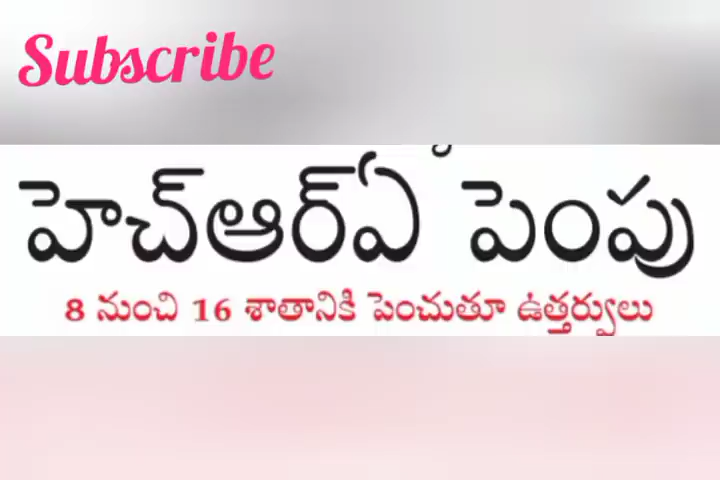 Subscribe
హెచ్ఆర్ఏ పెంపు
8 నుంచి 16 శాతానికి పెంచుతూ ఉత్తర్వులు